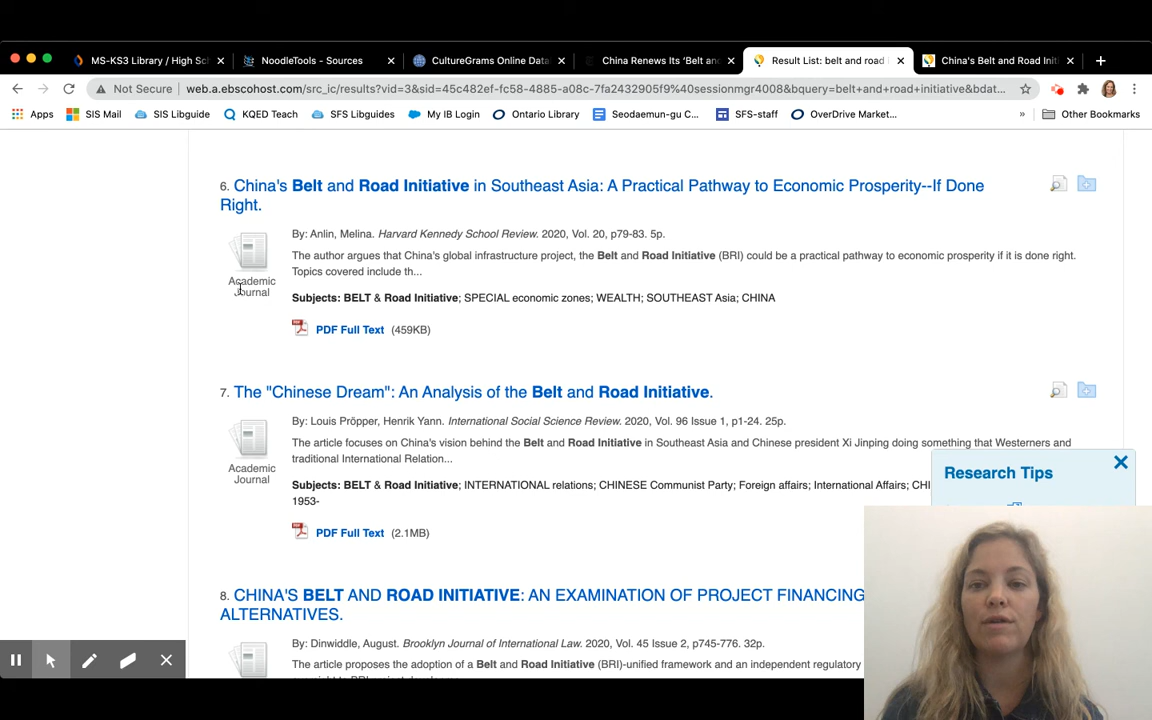 MS-KS3 Library / High Sc
NoodleTools - Sources
CultureGrams Online Data
China Renews Its 'Belt and
Result List: belt and road
China's Belt and Road Initi
Not Secure web.a.ebscohost.com/src_ic/results?vid=3&sid=45c482ef-fc58-4885-a08c-7fa2432905f9%40sessionmgr4008&bquery=belt+and+road+initiative&bdat...
Apps SIS Mail SIS Libguide KQED Teach SFS Libguides My IB Login Ontario Library Seodaemun-gu C... SFS-staff OverDrive Market... » Other Bookmarks
6. China's Belt and Road Initiative in Southeast Asia: A Practical Pathway to Economic Prosperity--If Done
Right.
By: Anlin, Melina. Harvard Kennedy School Review. 2020, Vol. 20, p79-83. 5p.
The author argues that China's global infrastructure project, the Belt and Road Initiative (BRI) could be a practical pathway to economic prosperity if it is done right.
Topics covered include th...
Academic
Journal
Subjects: BELT & Road Initiative; SPECIAL economic zones; WEALTH; SOUTHEAST Asia; CHINA
PDF Full Text (459KB)
7. The "Chinese Dream": An Analysis of the Belt and Road Initiative.
By: Louis Pröpper, Henrik Yann. International Social Science Review. 2020, Vol. 96 Issue 1, p1-24. 25p.
The article focuses on China's vision behind the Belt and Road Initiative in Southeast Asia and Chinese president Xi Jinping doing something that Westerners and
traditional International Relation...
Academic
Journal
Subjects: BELT & Road Initiative; INTERNATIONAL relations; CHINESE Communist Party; Foreign affairs; International Affairs; CHI
1953-
PDF Full Text (2.1MB)
Research Tips
8. CHINA'S BELT AND ROAD INITIATIVE: AN EXAMINATION OF PROJECT FINANCING
ALTERNATIVES.
By: Dinwiddle, August. Brooklyn Journal of International Law. 2020, Vol. 45 Issue 2, p745-776. 32p.
The article proposes the adoption of a Belt and Road Initiative (BRI)-unified framework and an independent regulatory